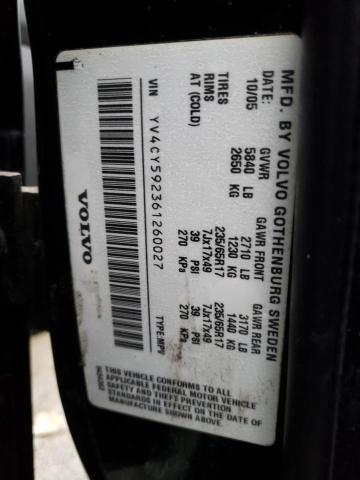 MFD. BY VOLVO GOTHENBURG SWEDEN
DATE: GVWR GAWR FRONT GAWR REAR
10/05 5840 LB 2710 LB 3170 LB
2650 KG 1230 KG 1440 KG
TIRES 235/65R17 235/65R17
RIMS 7Jx17x49 7Jx17x49
AT (COLD) 39 PSI 39 PSI
270 KPa 270 KPa
VIN YV4CY592361260027 TYPE:MPV
VOLVO
THIS VEHICLE CONFORMS TO ALL
APPLICABLE FEDERAL MOTOR VEHICLE
SAFETY AND THEFT PREVENTION
STANDARDS IN EFFECT ON THE DATE
OF MANUFACTURE SHOWN ABOVE.